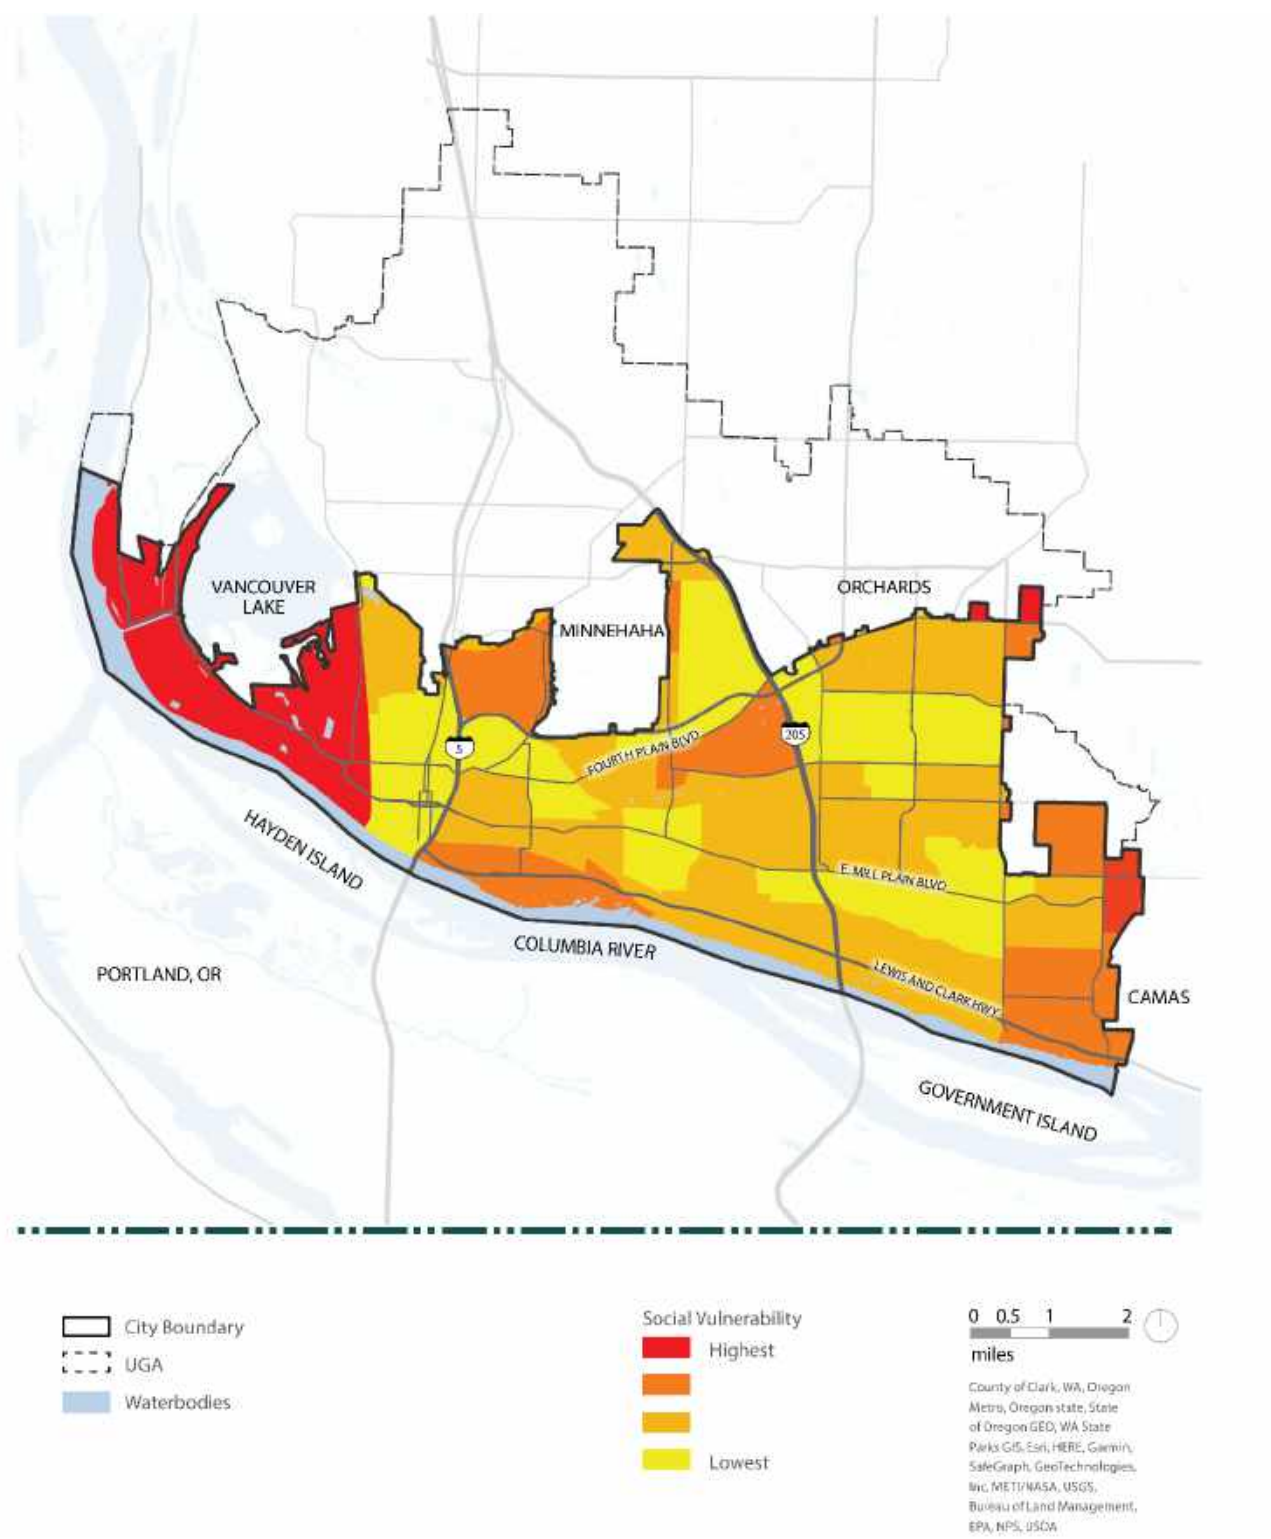 VANCOUVER
LAKE
ORCHARDS
MINNEHAHA
5
205
FOURTH PLAIN BLVD
HAYDEN ISLAND
E. MILL PLAIN BLVD
COLUMBIA RIVER
LEWIS AND CLARK HWY
PORTLAND, OR
CAMAS
GOVERNMENT ISLAND
City Boundary
UGA
Waterbodies
Social Vulnerability
Highest
Lowest
0 0.5 1 2
miles
County of Clark, WA, Oregon
Metro, Oregon state, State
of Oregon GEO, WA State
Parks GIS, Esri, HERE, Garmin,
SafeGraph, GeoTechnologies,
Inc, METI/NASA, USGS,
Bureau of Land Management,
EPA, NPS, USDA